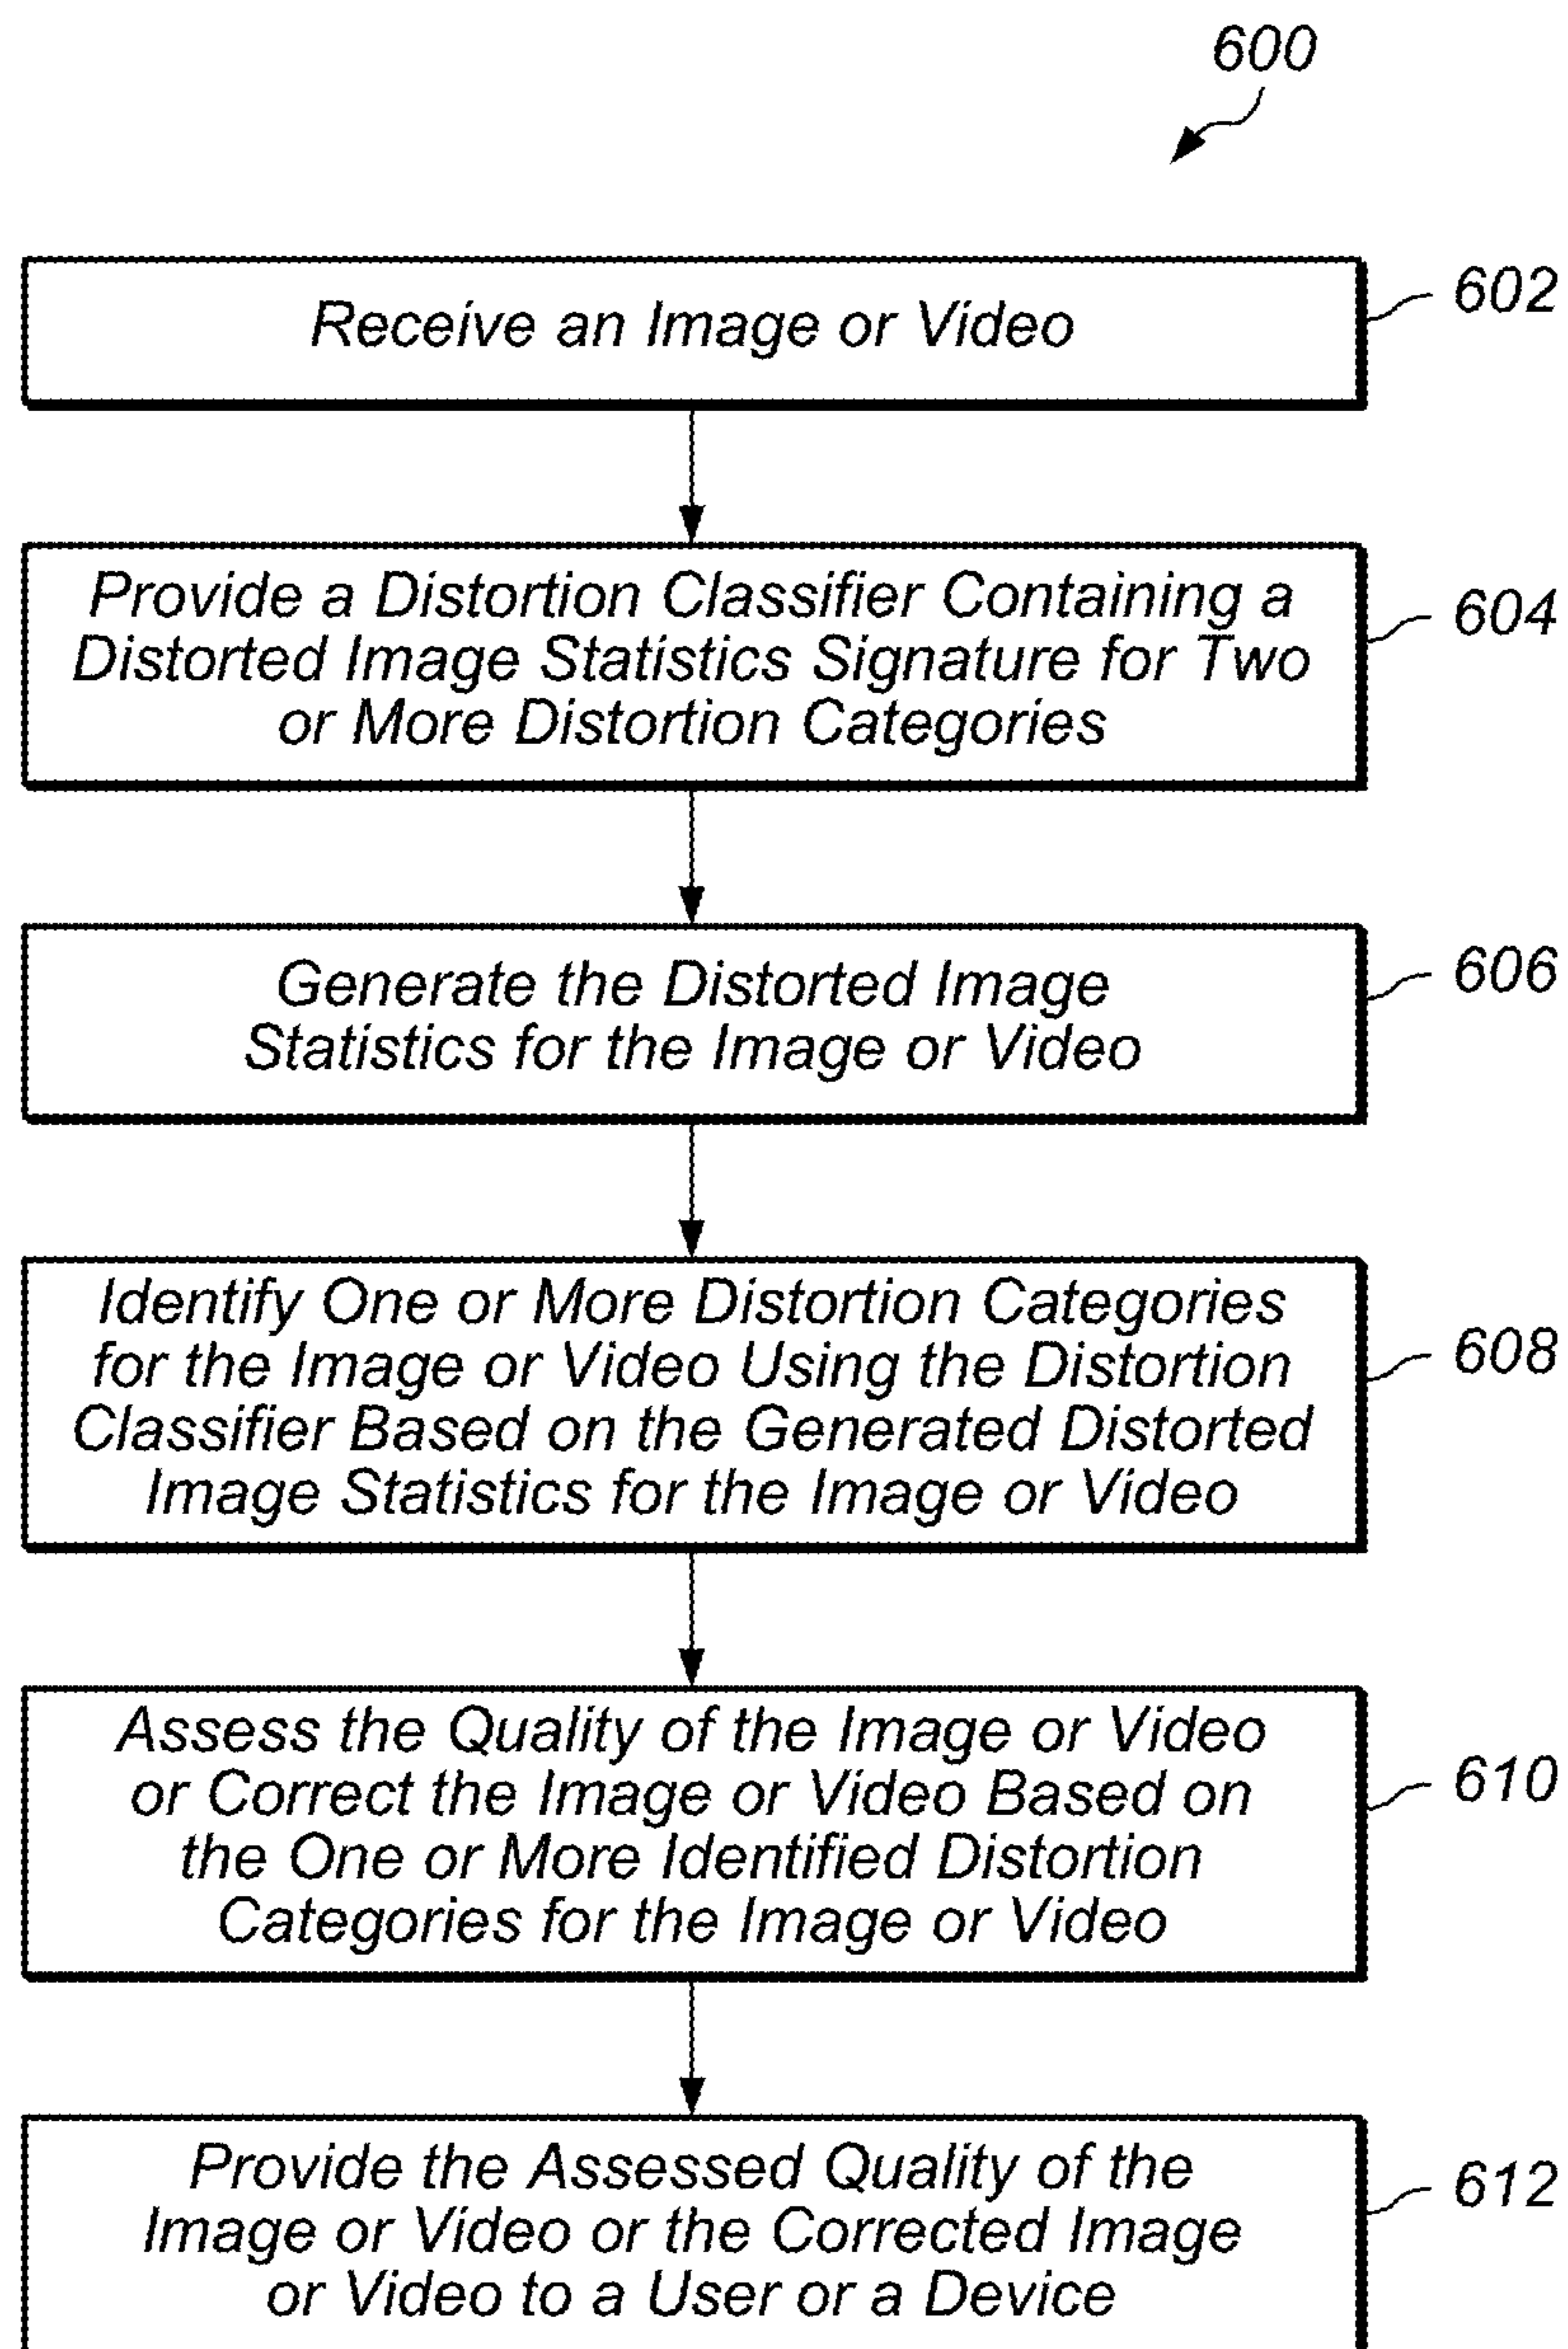 600
Receive an Image or Video
602
Provide a Distortion Classifier Containing a
Distorted Image Statistics Signature for Two
or More Distortion Categories
604
Generate the Distorted Image
Statistics for the Image or Video
606
Identify One or More Distortion Categories
for the Image or Video Using the Distortion
Classifier Based on the Generated Distorted
Image Statistics for the Image or Video
608
Assess the Quality of the Image or Video
or Correct the Image or Video Based on
the One or More Identified Distortion
Categories for the Image or Video
610
Provide the Assessed Quality of the
Image or Video or the Corrected Image
or Video to a User or a Device
612